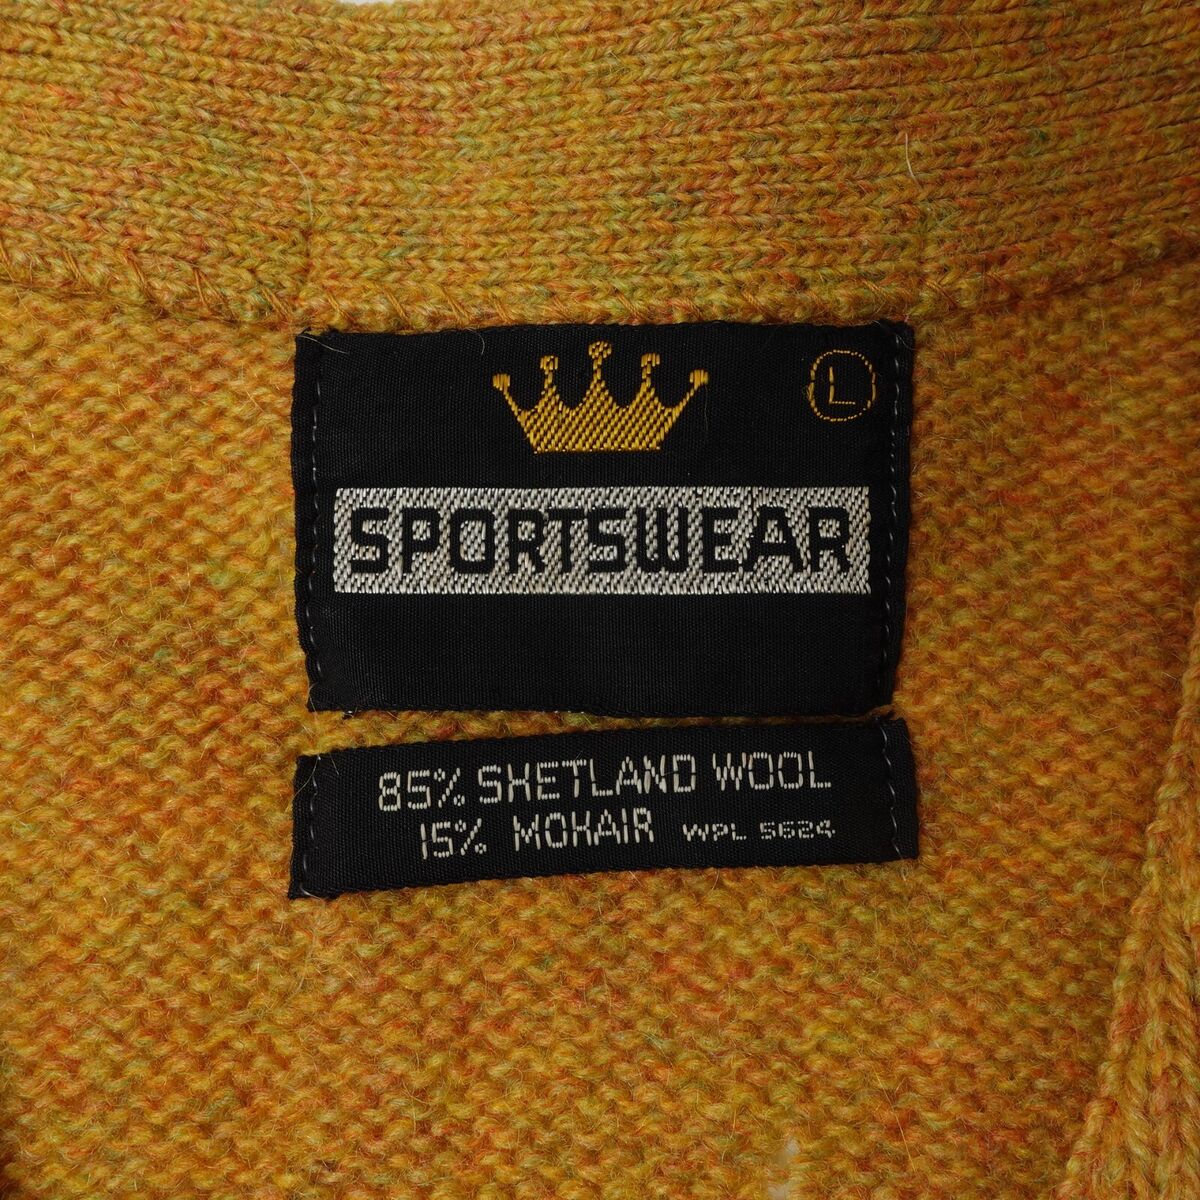 L
SPORTSWEAR
85% SHETLAND WOOL
15% MOHAIR WPL 5624